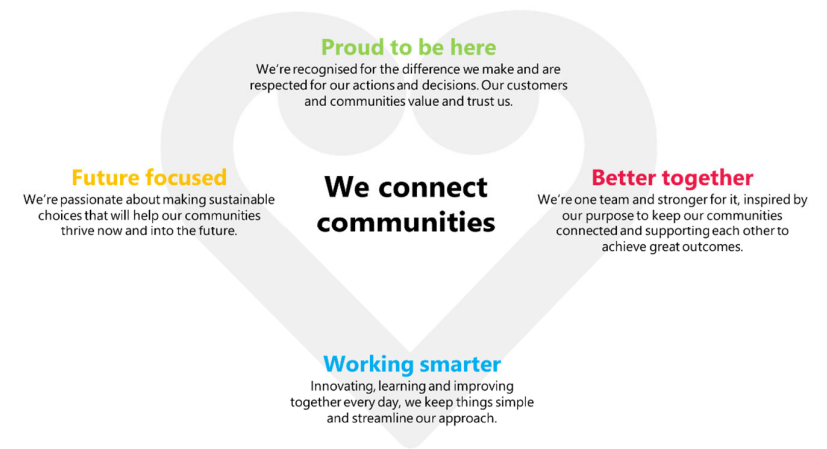 Proud to be here
We're recognised for the difference we make and are
respected for our actions and decisions. Our customers
and communities value and trust us.
Future focused
We're passionate about making sustainable
choices that will help our communities
thrive now and into the future.
We connect
communities
Better together
We're one team and stronger for it, inspired by
our purpose to keep our communities
connected and supporting each other to
achieve great outcomes.
Working smarter
Innovating, learning and improving
together every day, we keep things simple
and streamline our approach.